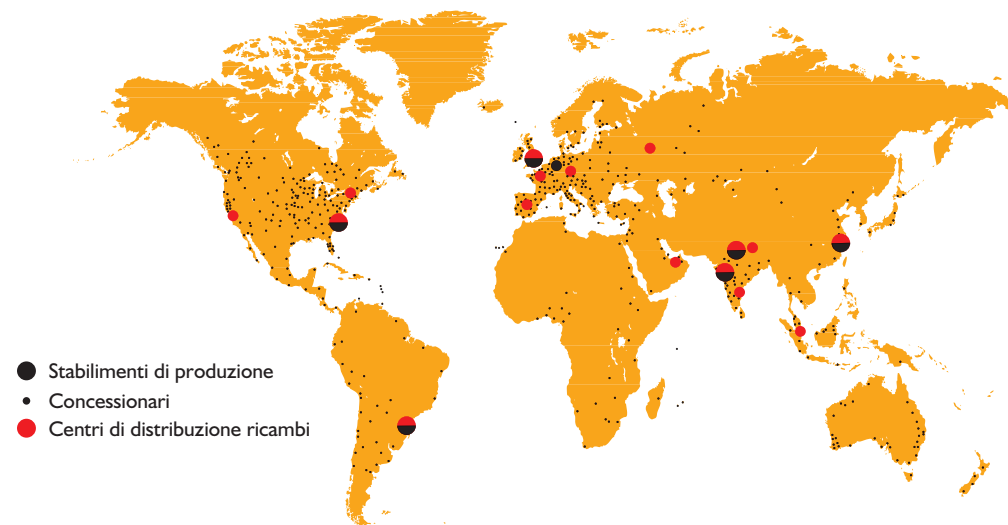 Stabilimenti di produzione
Concessionari
Centri di distribuzione ricambi